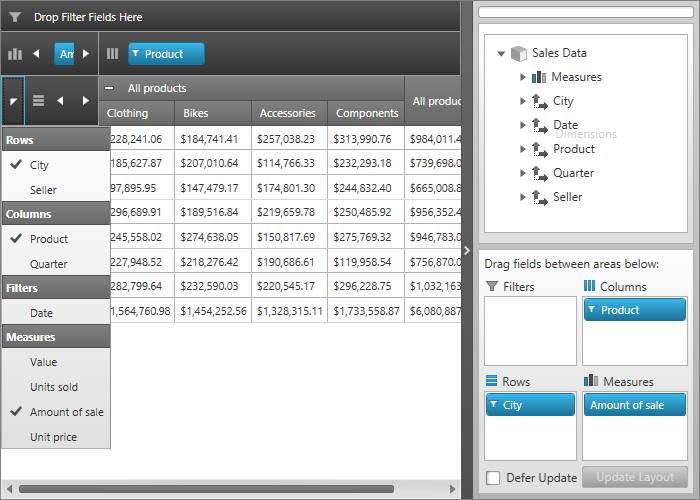 Drop Filter Fields Here
Am
Product
All products
Clothing Bikes Accessories Components All produc
228,241.06 $184,741.41 $257,038.23 $313,990.76 $984,011.4
185,627.87 $207,010.64 $114,766.33 $232,293.18 $739,698.0
97,895.95 $147,479.17 $174,801.30 $244,832.40 $665,008.8
296,689.91 $189,516.84 $219,659.78 $250,485.92 $956,352.4
245,558.02 $274,638.05 $150,817.69 $275,769.32 $946,783.0
227,948.52 $218,276.42 $190,686.61 $119,958.54 $756,870.0
282,799.64 $232,590.03 $220,545.17 $296,228.75 $1,032,163
1,564,760.98 $1,454,252.56 $1,328,315.11 $1,733,558.87 $6,080,887
Rows
City
Seller
Columns
Product
Quarter
Filters
Date
Measures
Value
Units sold
Amount of sale
Unit price
Sales Data
Measures
City
Date
Dimensions
Product
Quarter
Seller
Drag fields between areas below:
Filters Columns
Product
Rows Measures
City Amount of sale
Defer Update Update Layout